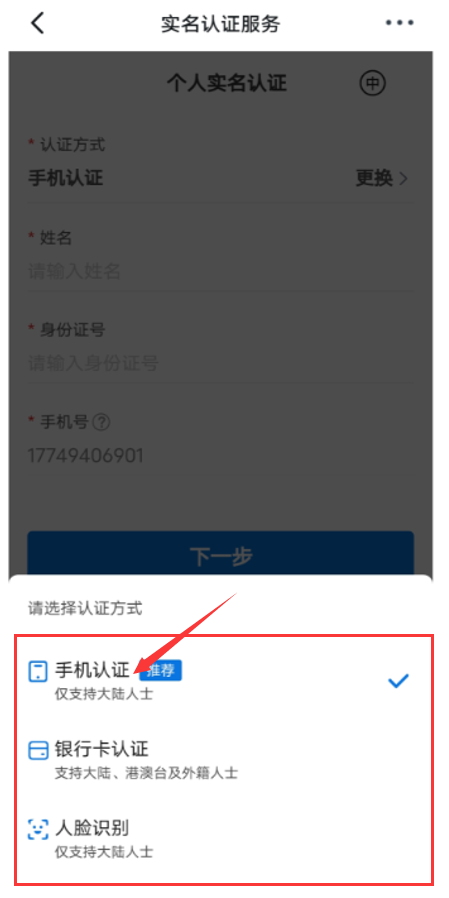 实名认证服务
个人实名认证 中
* 认证方式
手机认证 更换
* 姓名
请输入姓名
* 身份证号
请输入身份证号
* 手机号 ?
17749406901
下一步
请选择认证方式
手机认证 推荐
仅支持大陆人士
银行卡认证
支持大陆、港澳台及外籍人士
人脸识别
仅支持大陆人士